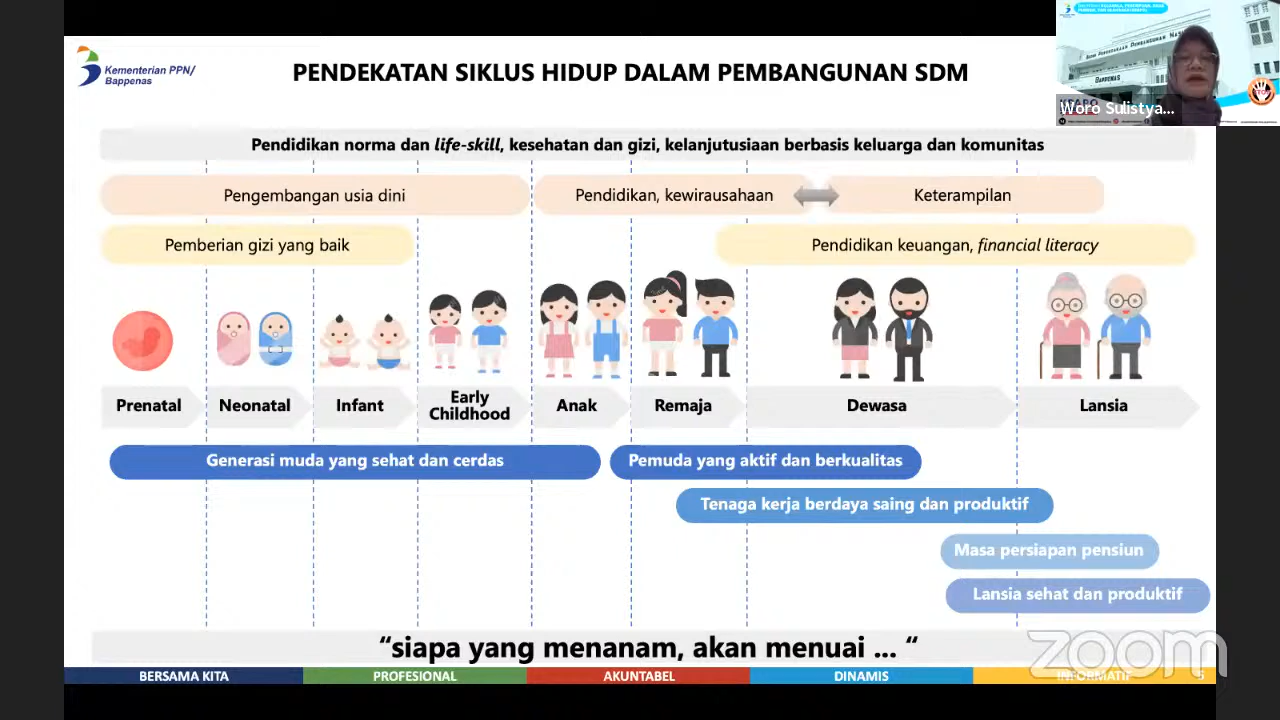 Kementerian PPN/
Bappenas
PENDEKATAN SIKLUS HIDUP DALAM PEMBANGUNAN SDM
BAPPENAS
Woro Sulistya...
Pendidikan norma dan life-skill, kesehatan dan gizi, kelanjutusiaan berbasis keluarga dan komunitas
Pengembangan usia dini
Pendidikan, kewirausahaan
Keterampilan
Pemberian gizi yang baik
Pendidikan keuangan, financial literacy
Prenatal
Neonatal
Infant
Early
Childhood
Anak
Remaja
Dewasa
Lansia
Generasi muda yang sehat dan cerdas
Pemuda yang aktif dan berkualitas
Tenaga kerja berdaya saing dan produktif
Masa persiapan pensiun
Lansia sehat dan produktif
“siapa yang menanam, akan menuai ... “
zoom
BERSAMA KITA
PROFESIONAL
AKUNTABEL
DINAMIS
INFORMATIF